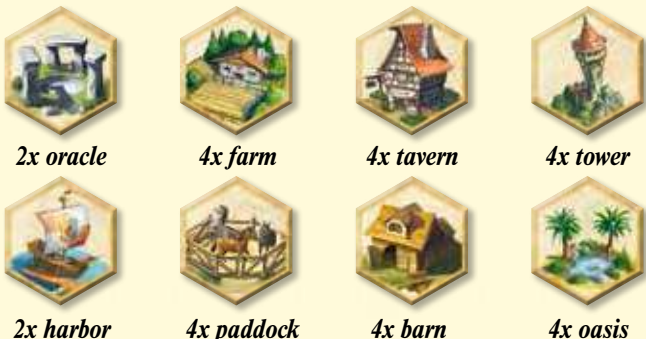 2x oracle 4x farm 4x tavern 4x tower
2x harbor 4x paddock 4x barn 4x oasis